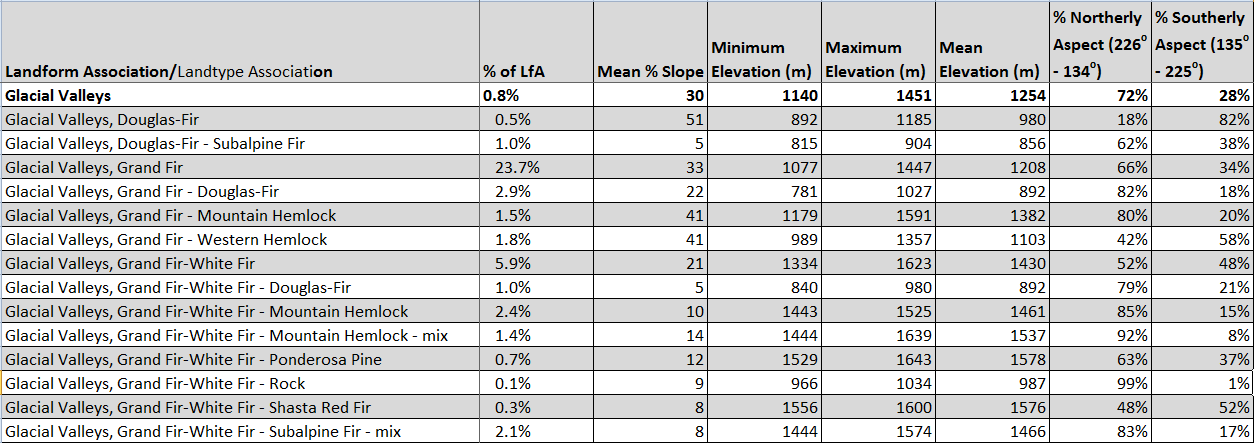 Landform Association/Landtype Association % of LfA Mean % Slope Minimum Elevation (m) Maximum Elevation (m) Mean Elevation (m) % Northerly Aspect (226o - 134o) % Southerly Aspect (135o - 225o)
Glacial Valleys 0.8% 30 1140 1451 1254 72% 28%
Glacial Valleys, Douglas-Fir 0.5% 51 892 1185 980 18% 82%
Glacial Valleys, Douglas-Fir - Subalpine Fir 1.0% 5 815 904 856 62% 38%
Glacial Valleys, Grand Fir 23.7% 33 1077 1447 1208 66% 34%
Glacial Valleys, Grand Fir - Douglas-Fir 2.9% 22 781 1027 892 82% 18%
Glacial Valleys, Grand Fir - Mountain Hemlock 1.5% 41 1179 1591 1382 80% 20%
Glacial Valleys, Grand Fir - Western Hemlock 1.8% 41 989 1357 1103 42% 58%
Glacial Valleys, Grand Fir-White Fir 5.9% 21 1334 1623 1430 52% 48%
Glacial Valleys, Grand Fir-White Fir - Douglas-Fir 1.0% 5 840 980 892 79% 21%
Glacial Valleys, Grand Fir-White Fir - Mountain Hemlock 2.4% 10 1443 1525 1461 85% 15%
Glacial Valleys, Grand Fir-White Fir - Mountain Hemlock - mix 1.4% 14 1444 1639 1537 92% 8%
Glacial Valleys, Grand Fir-White Fir - Ponderosa Pine 0.7% 12 1529 1643 1578 63% 37%
Glacial Valleys, Grand Fir-White Fir - Rock 0.1% 9 966 1034 987 99% 1%
Glacial Valleys, Grand Fir-White Fir - Shasta Red Fir 0.3% 8 1556 1600 1576 48% 52%
Glacial Valleys, Grand Fir-White Fir - Subalpine Fir - mix 2.1% 8 1444 1574 1466 83% 17%